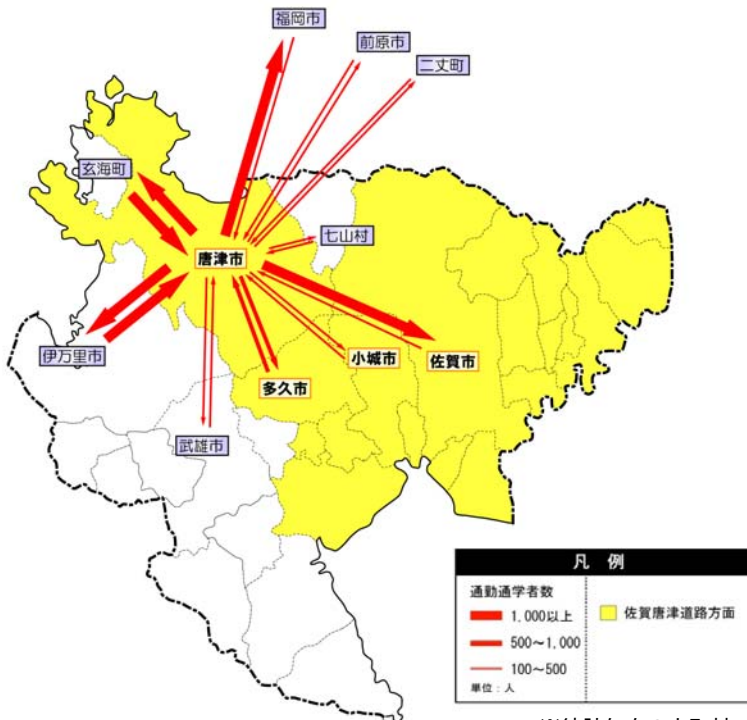 福岡市
前原市
二丈町
玄海町
七山村
唐津市
伊万里市
小城市
佐賀市
多久市
武雄市
凡 例
通勤通学者数
1,000以上
500～1,000
100～500
単位：人
佐賀唐津道路方面